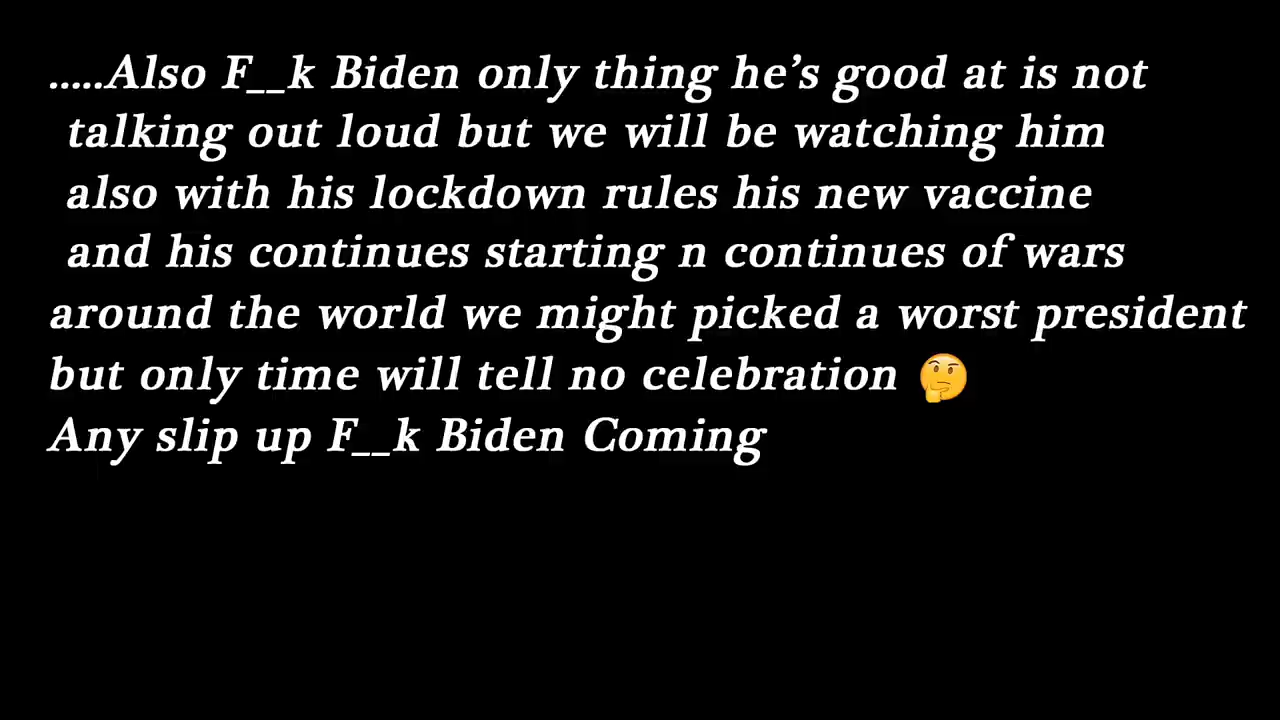 .....Also F__k Biden only thing he’s good at is not
talking out loud but we will be watching him
also with his lockdown rules his new vaccine
and his continues starting n continues of wars
around the world we might picked a worst president
but only time will tell no celebration 🤔
Any slip up F__k Biden Coming